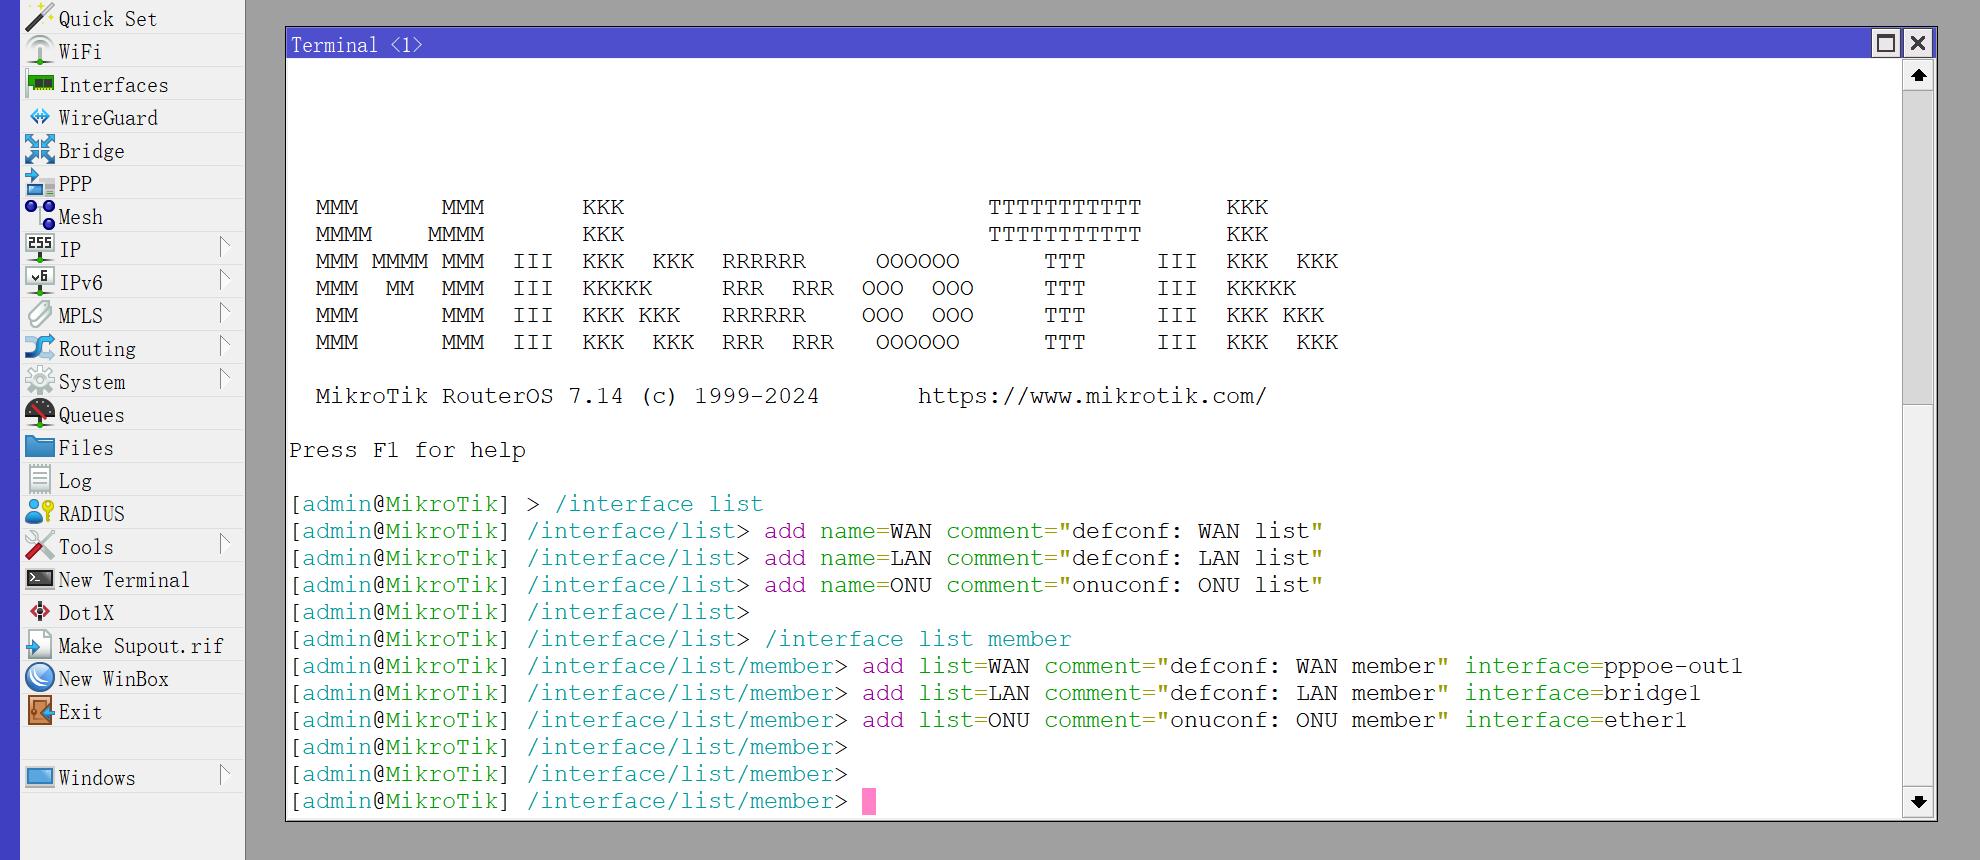 Quick Set
WiFi
Interfaces
WireGuard
Bridge
PPP
Mesh
255 IP
v6 IPv6
MPLS
Routing
System
Queues
Files
Log
RADIUS
Tools
New Terminal
Dot1X
Make Supout.rif
New WinBox
Exit
Windows
Terminal <1>
MMM      MMM       KKK                          TTTTTTTTTTT      KKK
MMMM    MMMM       KKK                          TTTTTTTTTTT      KKK
MMM MMMM MMM  III  KKK  KKK  RRRRRR     OOOOOO      TTT     III  KKK  KKK
MMM  MM  MMM  III  KKKKK     RRR  RRR  OOO  OOO     TTT     III  KKKKK
MMM      MMM  III  KKK KKK   RRRRRR    OOO  OOO     TTT     III  KKK KKK
MMM      MMM  III  KKK  KKK  RRR  RRR   OOOOOO      TTT     III  KKK  KKK
MikroTik RouterOS 7.14 (c) 1999-2024       https://www.mikrotik.com/
Press F1 for help
[admin@MikroTik] > /interface list
[admin@MikroTik] /interface/list> add name=WAN comment="defconf: WAN list"
[admin@MikroTik] /interface/list> add name=LAN comment="defconf: LAN list"
[admin@MikroTik] /interface/list> add name=ONU comment="onuconf: ONU list"
[admin@MikroTik] /interface/list>
[admin@MikroTik] /interface/list> /interface list member
[admin@MikroTik] /interface/list/member> add list=WAN comment="defconf: WAN member" interface=pppoe-out1
[admin@MikroTik] /interface/list/member> add list=LAN comment="defconf: LAN member" interface=bridge1
[admin@MikroTik] /interface/list/member> add list=ONU comment="onuconf: ONU member" interface=ether1
[admin@MikroTik] /interface/list/member>
[admin@MikroTik] /interface/list/member>
[admin@MikroTik] /interface/list/member>